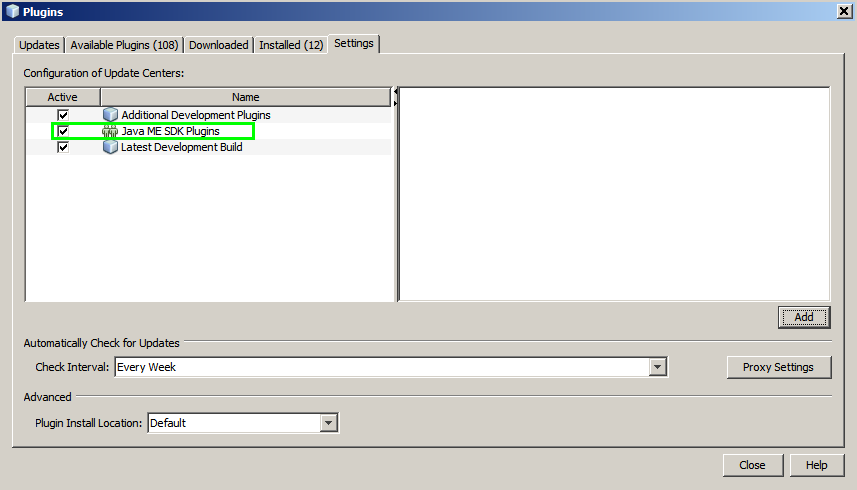 Plugins
Updates Available Plugins (108) Downloaded Installed (12) Settings
Configuration of Update Centers:
Active Name
Additional Development Plugins
Java ME SDK Plugins
Latest Development Build
Add
Automatically Check for Updates
Check Interval: Every Week Proxy Settings
Advanced
Plugin Install Location: Default
Close Help